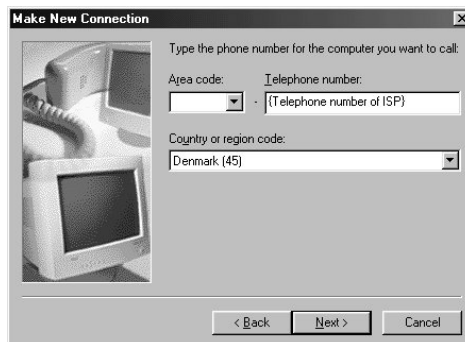 Make New Connection
Type the phone number for the computer you want to call:
Area code: Telephone number:
- {Telephone number of ISP}
Country or region code:
Denmark (45)
< Back Next > Cancel